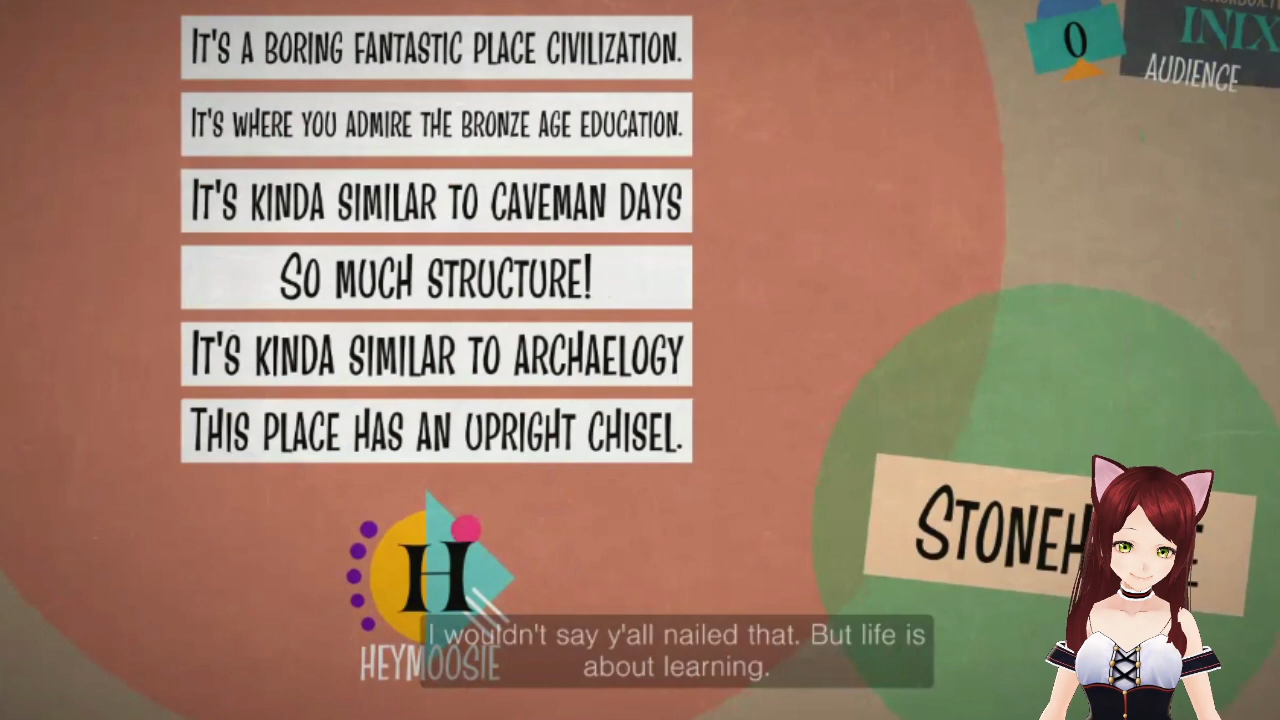 IT'S A BORING FANTASTIC PLACE CIVILIZATION.
IT'S WHERE YOU ADMIRE THE BRONZE AGE EDUCATION.
IT'S KINDA SIMILAR TO CAVEMAN DAYS
SO MUCH STRUCTURE!
IT'S KINDA SIMILAR TO ARCHAELOGY
THIS PLACE HAS AN UPRIGHT CHISEL.
0
AUDIENCE
H
HEYMOOSIE
I wouldn't say y'all nailed that. But life is
about learning.